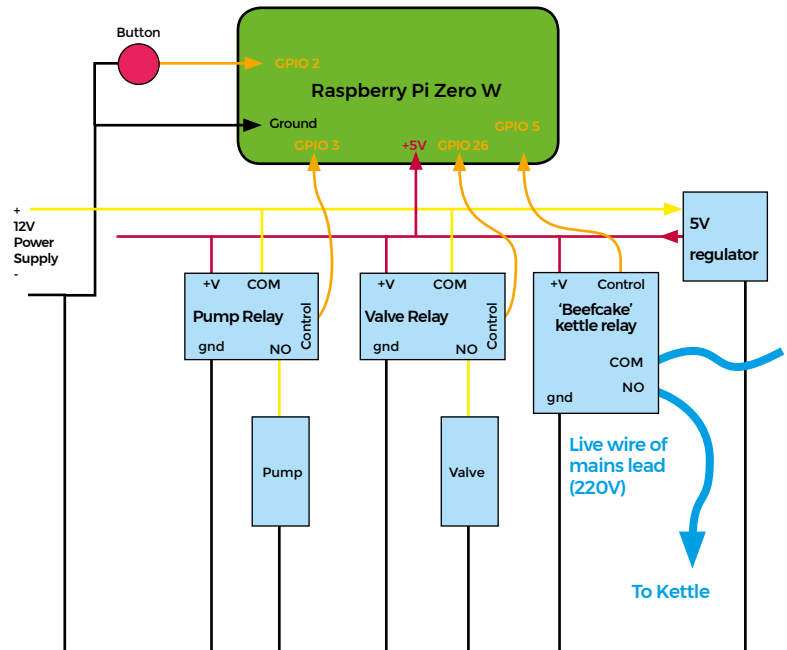 Button
GPIO 2
Raspberry Pi Zero W
Ground
GPIO 5
GPIO 3
+5V
GPIO 26
+
12V
Power
Supply
-
5V
regulator
+V
COM
Pump Relay
Control
gnd
NO
+V
COM
Valve Relay
Control
gnd
NO
+V
Control
‘Beefcake’
kettle relay
COM
NO
gnd
Pump
Valve
Live wire of
mains lead
(220V)
To Kettle